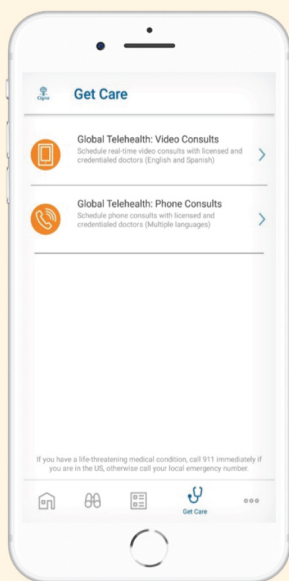 Cigna
Get Care
Global Telehealth: Video Consults
Schedule real-time video consults with licensed and
credentialed doctors (English and Spanish)
Global Telehealth: Phone Consults
Schedule phone consults with licensed and
credentialed doctors (Multiple languages)
If you have a life-threatening medical condition, call 911 immediately if
you are in the US, otherwise call your local emergency number.
Get Care